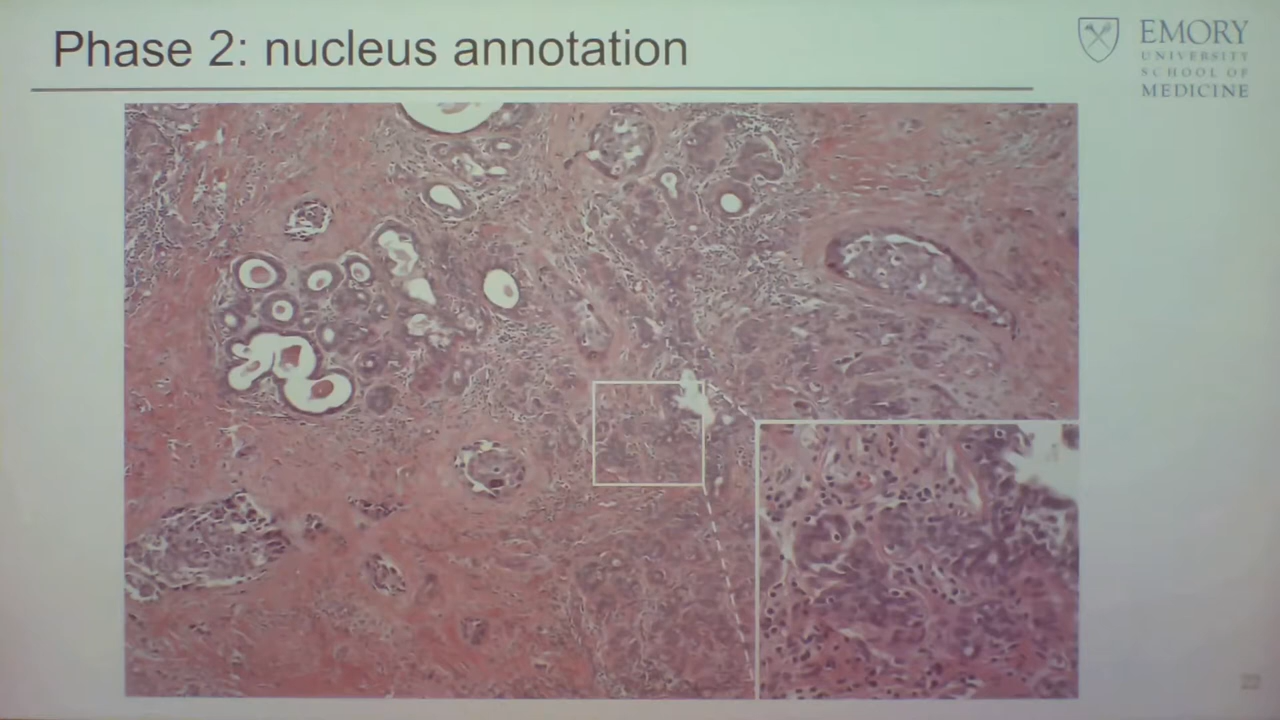 Phase 2: nucleus annotation
EMORY
UNIVERSITY
SCHOOL OF
MEDICINE